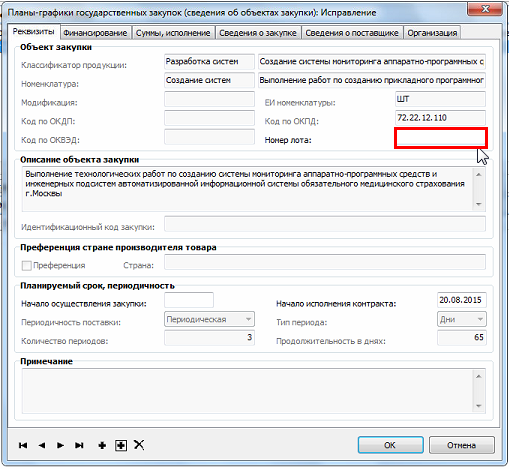 Планы-графики государственных закупок (сведения об объектах закупки): Исправление
Реквизиты Финансирование Суммы, исполнение Сведения о закупке Сведения о поставщике Организация
Объект закупки
Классификатор продукции: Разработка систем Создание системы мониторинга аппаратно-программных с
Номенклатура: Создание систем Выполнение работ по созданию прикладного программног
Модификация: ЕИ номенклатуры: ШТ
Код по ОКДП: Код по ОКПД: 72.22.12.110
Код по ОКВЭД: Номер лота:
Описание объекта закупки
Выполнение технологических работ по созданию системы мониторинга аппаратно-программных средств и
инженерных подсистем автоматизированной информационной системы обязательного медицинского страхования
г.Москвы
Идентификационный код закупки:
Преференция стране производителя товара
Преференция Страна:
Планируемый срок, периодичность
Начало осуществления закупки: Начало исполнения контракта: 20.08.2015
Периодичность поставки: Периодическая Тип периода: Дни
Количество периодов: 3 Продолжительность в днях: 65
Примечание
OK Отмена